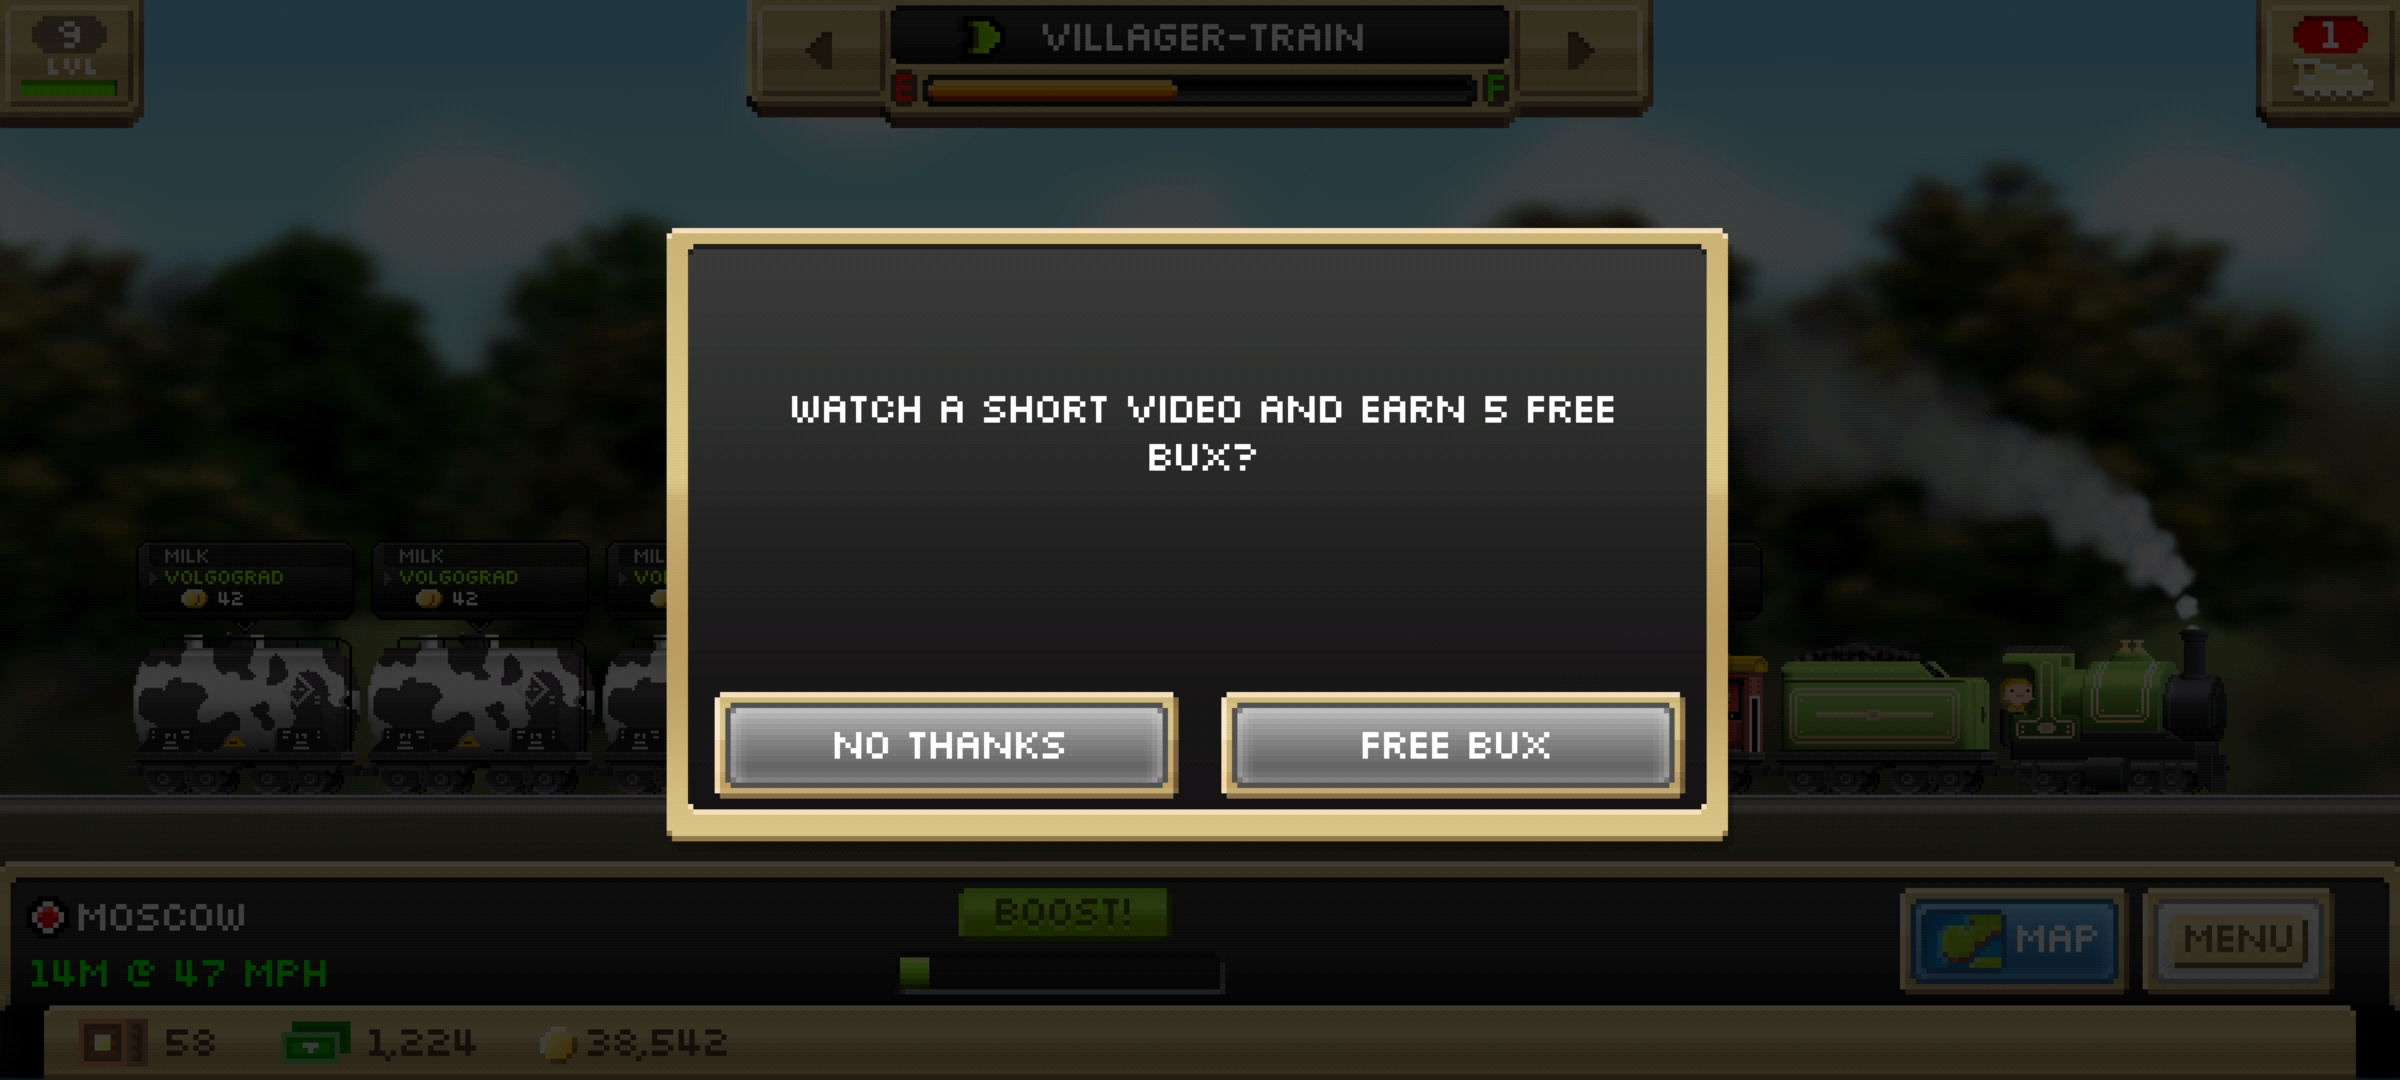 9
LVL
VILLAGER-TRAIN
E
F
1
WATCH A SHORT VIDEO AND EARN 5 FREE
BUX?
NO THANKS
FREE BUX
MILK
VOLGOGRAD
42
MILK
VOLGOGRAD
42
MIL
VO
MOSCOW
14M @ 47 MPH
BOOST!
MAP
MENU
58
1,224
38,542